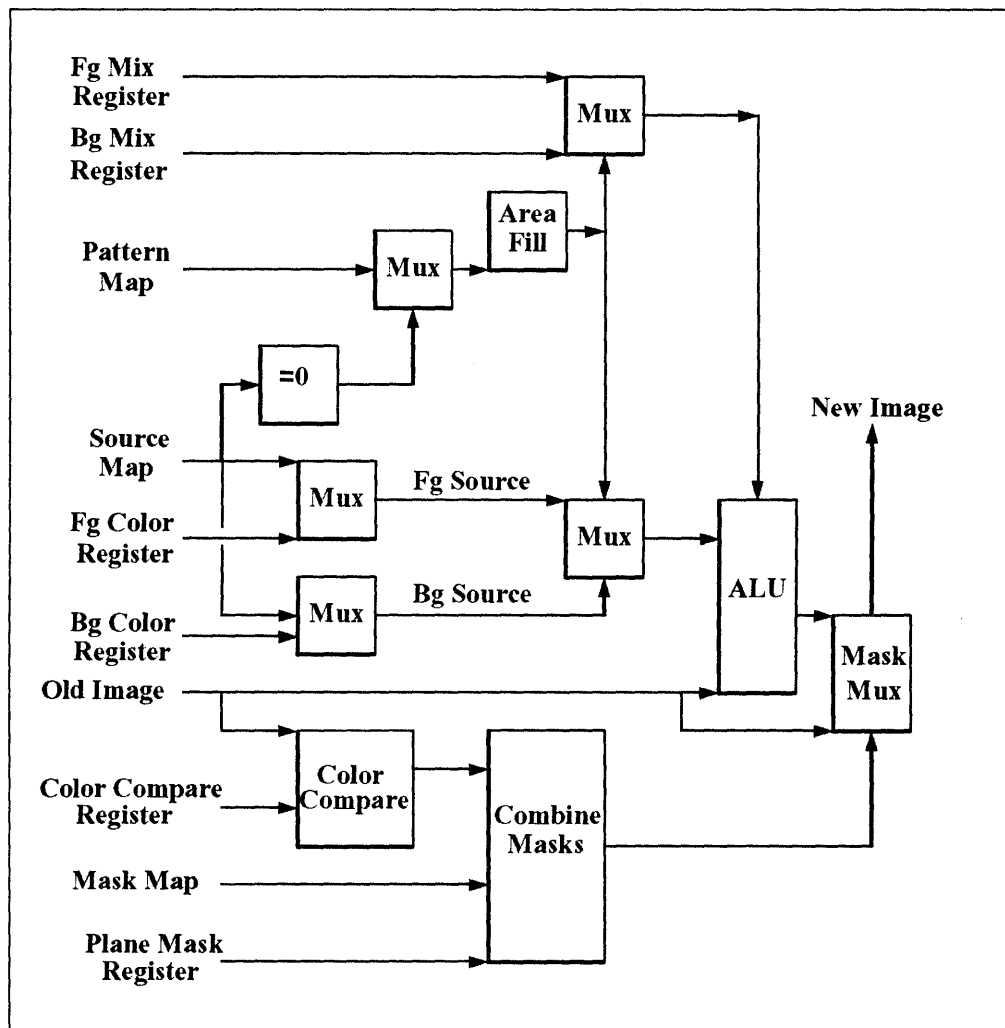 Fg Mix
Register
Mux
Bg Mix
Register
Area
Fill
Pattern
Map
Mux
=0
New Image
Source
Map
Mux
Fg Source
Fg Color
Register
Mux
ALU
Bg Source
Mux
Bg Color
Register
Mask
Mux
Old Image
Color
Compare
Color Compare
Register
Combine
Masks
Mask Map
Plane Mask
Register